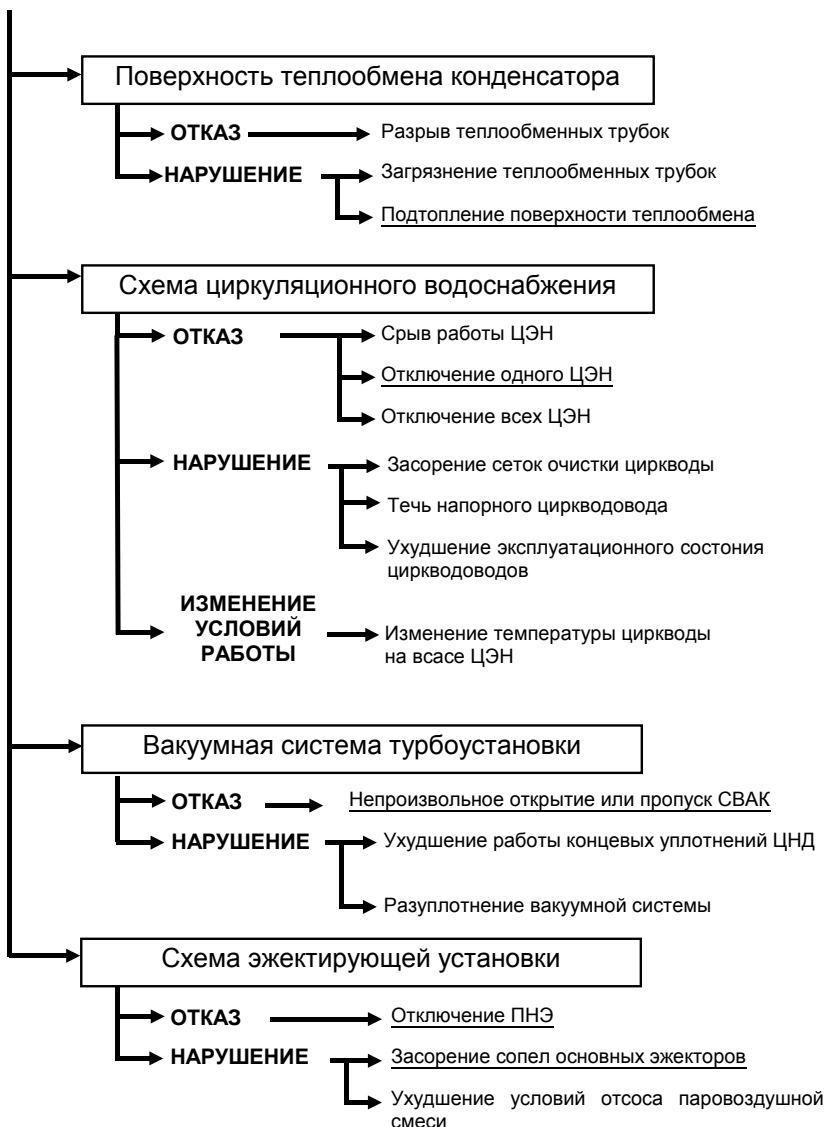 Поверхность теплообмена конденсатора
ОТКАЗ Разрыв теплообменных трубок
НАРУШЕНИЕ Загрязнение теплообменных трубок
Подтопление поверхности теплообмена
Схема циркуляционного водоснабжения
ОТКАЗ Срыв работы ЦЭН
Отключение одного ЦЭН
Отключение всех ЦЭН
НАРУШЕНИЕ Засорение сеток очистки циркводы
Течь напорного циркводовода
Ухудшение эксплуатационного состония
циркводоводов
ИЗМЕНЕНИЕ
УСЛОВИЙ Изменение температуры циркводы
РАБОТЫ на всасе ЦЭН
Вакуумная система турбоустановки
ОТКАЗ Непроизвольное открытие или пропуск СВАК
НАРУШЕНИЕ Ухудшение работы концевых уплотнений ЦНД
Разуплотнение вакуумной системы
Схема эжектирующей установки
ОТКАЗ Отключение ПНЭ
НАРУШЕНИЕ Засорение сопел основных эжекторов
Ухудшение условий отсоса паровоздушной
смеси